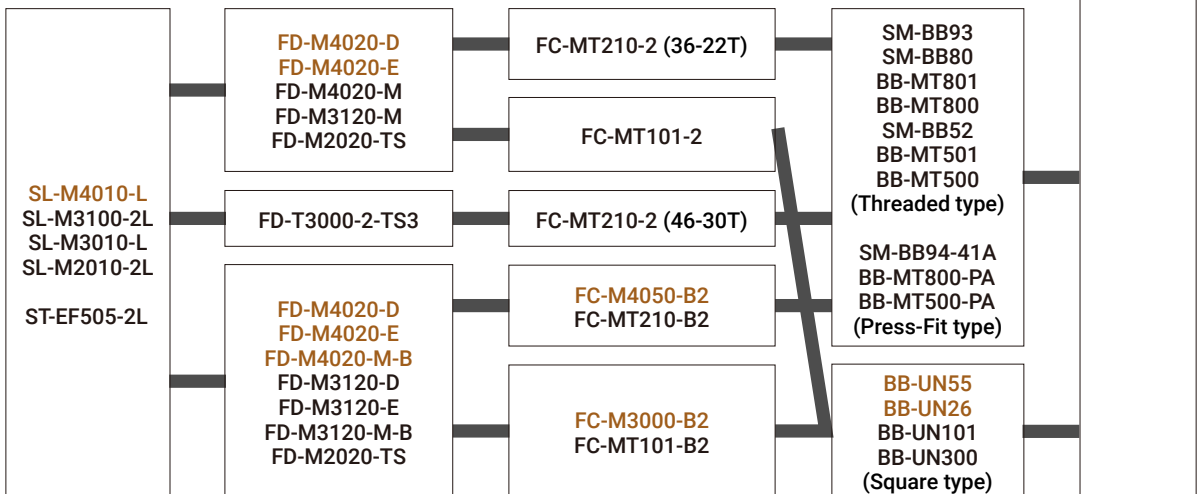 SL-M4010-L
SL-M3100-2L
SL-M3010-L
SL-M2010-2L
ST-EF505-2L
FD-M4020-D
FD-M4020-E
FD-M4020-M
FD-M3120-M
FD-M2020-TS
FD-T3000-2-TS3
FD-M4020-D
FD-M4020-E
FD-M4020-M-B
FD-M3120-D
FD-M3120-E
FD-M3120-M-B
FD-M2020-TS
FC-MT210-2 (36-22T)
FC-MT101-2
FC-MT210-2 (46-30T)
FC-M4050-B2
FC-MT210-B2
FC-M3000-B2
FC-MT101-B2
SM-BB93
SM-BB80
BB-MT801
BB-MT800
SM-BB52
BB-MT501
BB-MT500
(Threaded type)
SM-BB94-41A
BB-MT800-PA
BB-MT500-PA
(Press-Fit type)
BB-UN55
BB-UN26
BB-UN101
BB-UN300
(Square type)